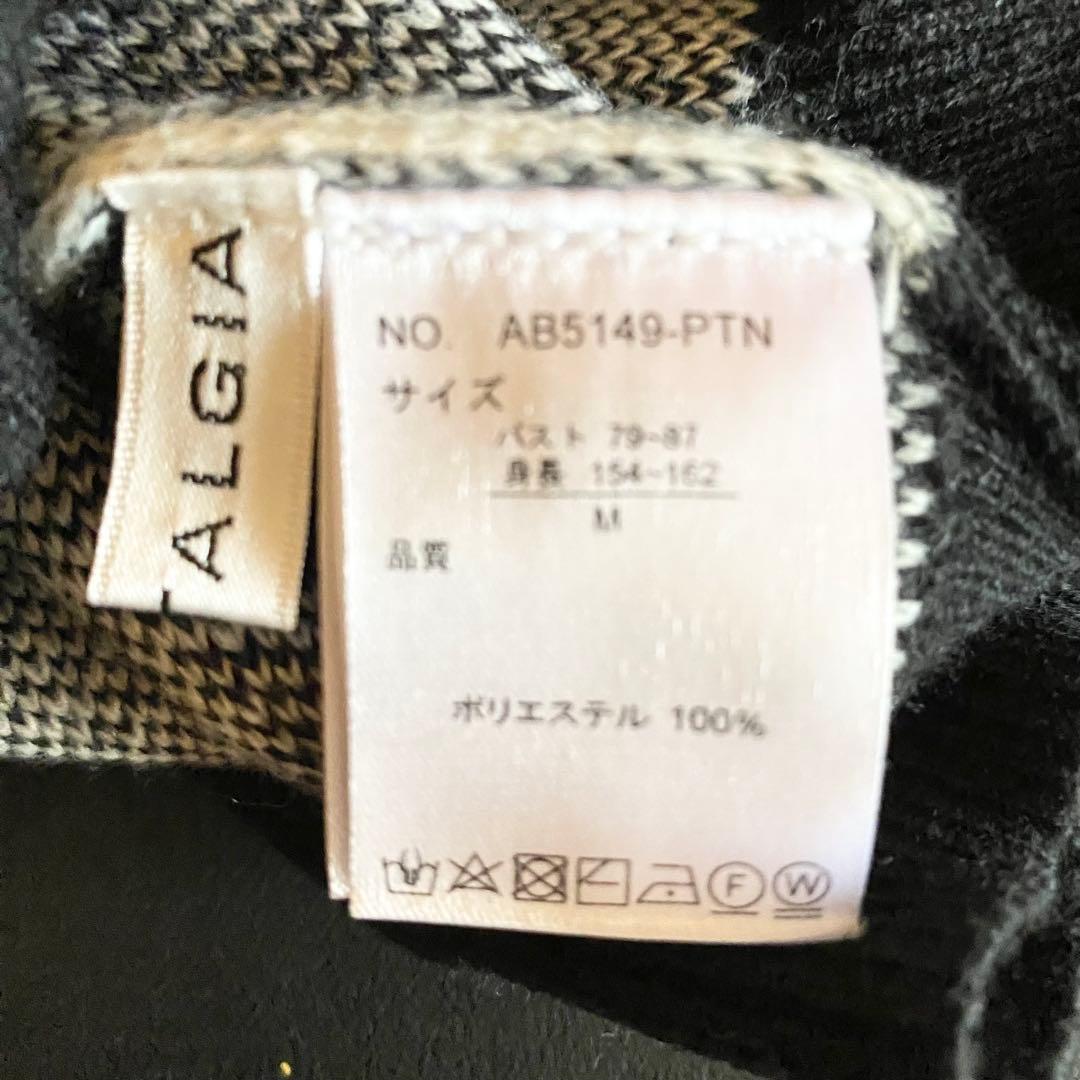 TALGIA
NO. AB5149-PTN
サイズ
バスト 79~87
身長 154~162
M
品質
ポリエステル 100%
F W